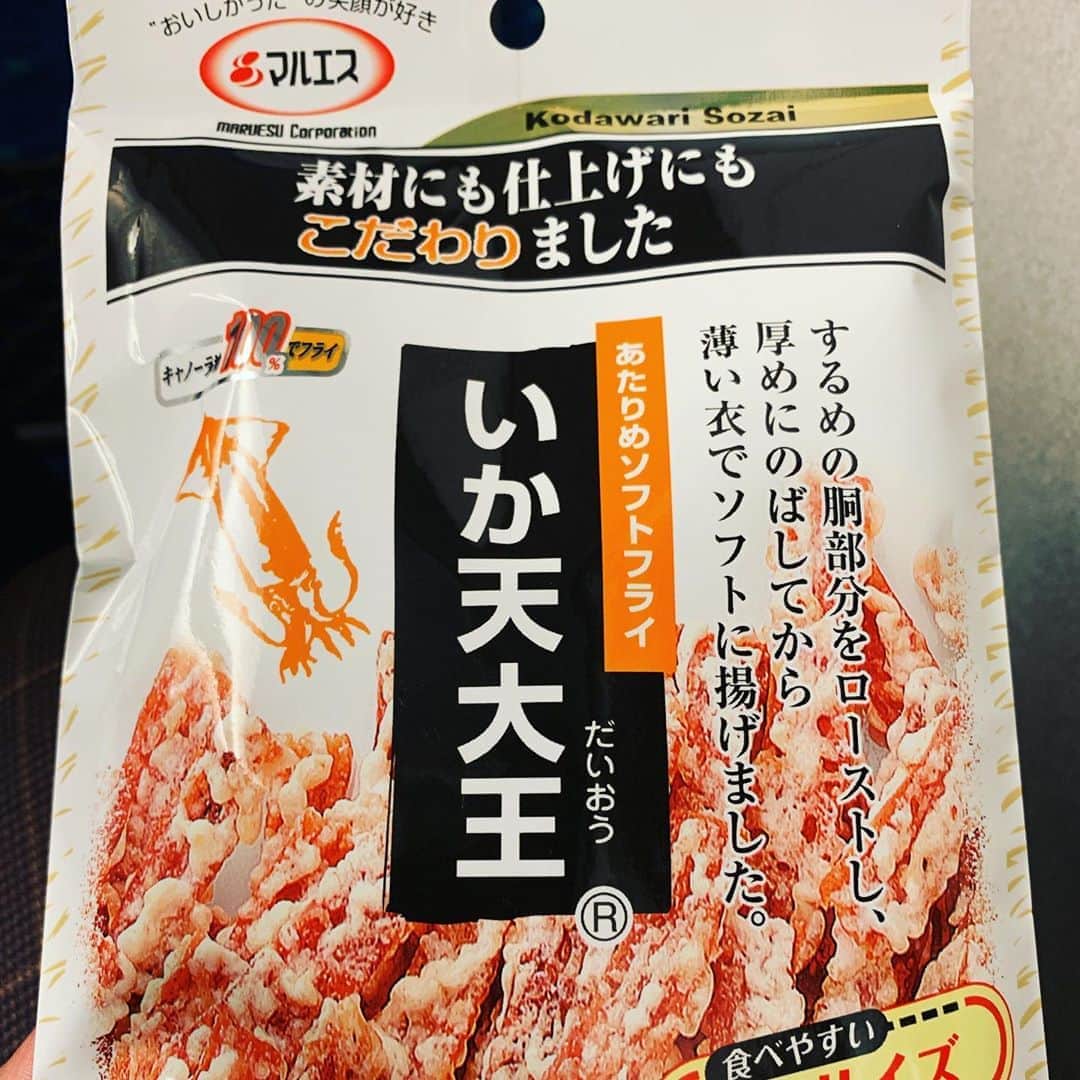 "おいしかった"の笑顔が好き
マルエス
MARUESU Corporation
Kodawari Sozai
素材にも仕上げにも
こだわりました
キャノーラ油100%でフライ
するめの胴部分をローストし、
厚めにのばしてから
薄い衣でソフトに揚げました。
あたりめソフトフライ
いか天大王
だいおう
®
食べやすい
サイズ